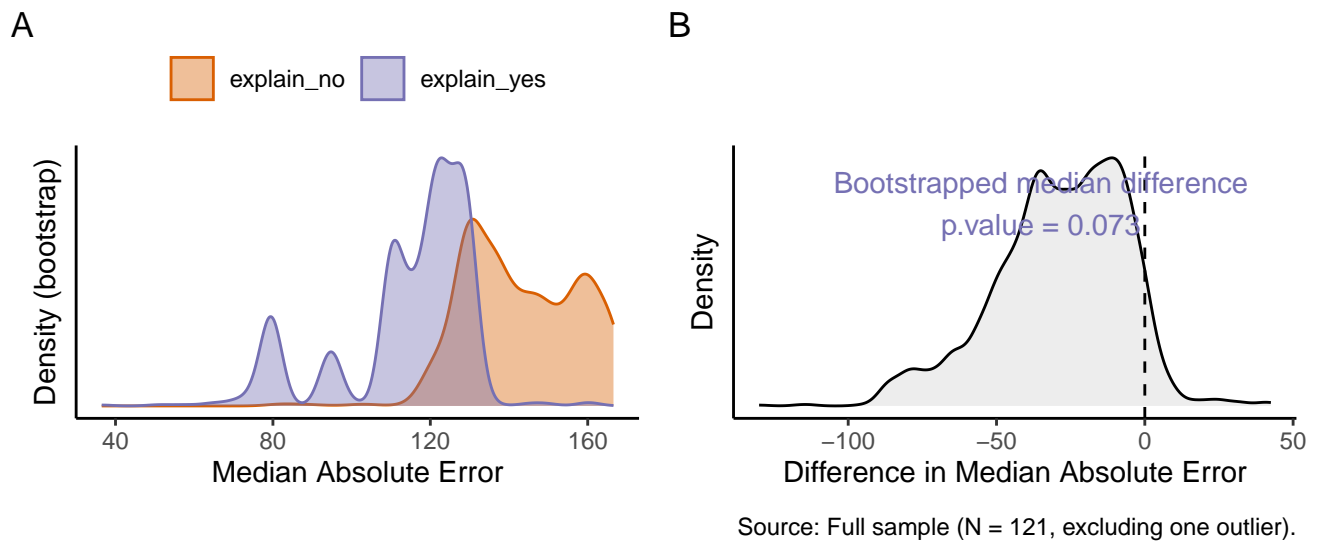 A
B
explain_no
explain_yes
Density (bootstrap)
40
80
120
160
Median Absolute Error
Bootstrapped median difference
p.value = 0.073
Density
−100
−50
0
50
Difference in Median Absolute Error
Source: Full sample (N = 121, excluding one outlier).